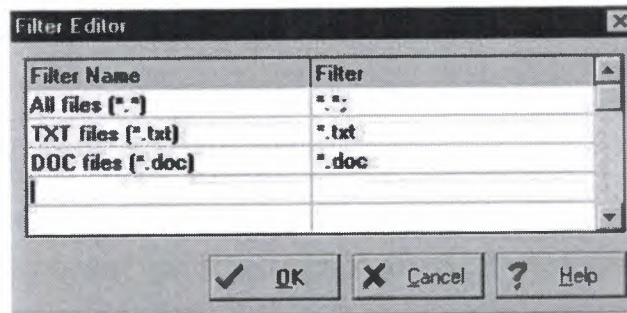 Filter Editor
Filter Name Filter
All files (*.*) *.*;
TXT files (*.txt) *.txt
DOC files (*.doc) *.doc
OK Cancel Help